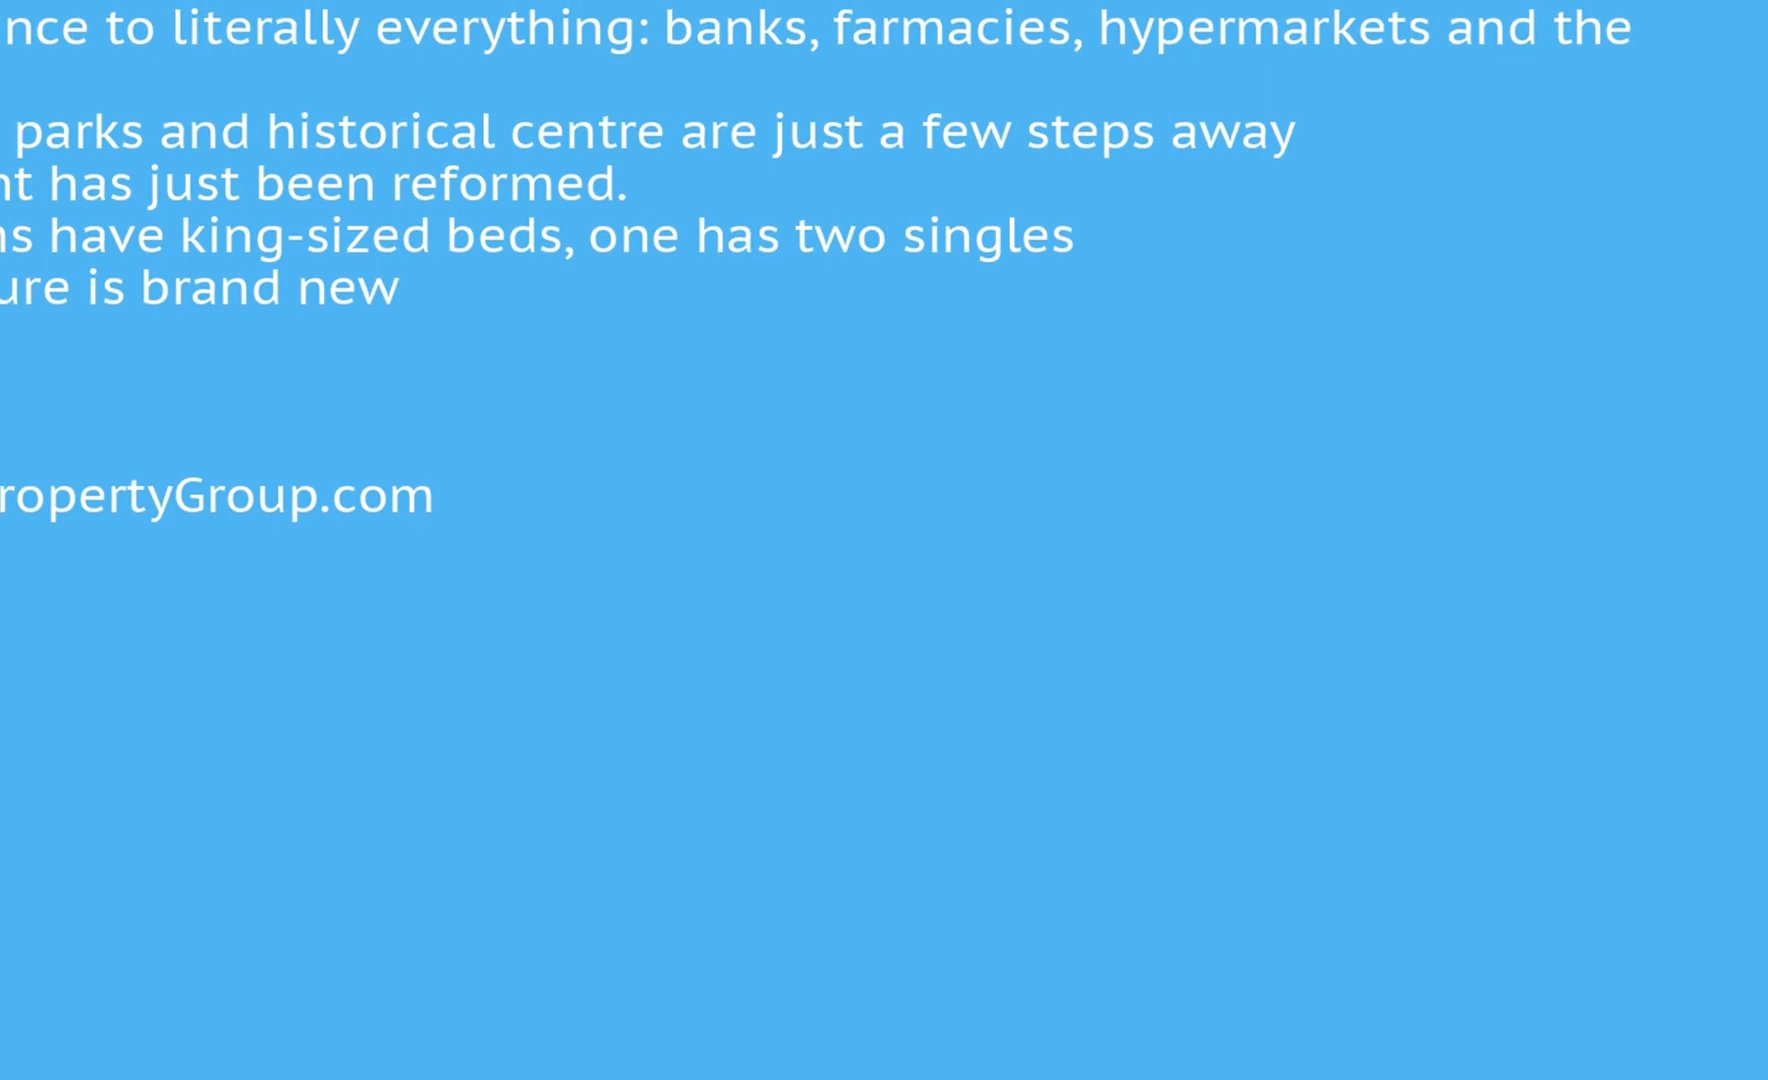 nce to literally everything: banks, farmacies, hypermarkets and the
parks and historical centre are just a few steps away
nt has just been reformed.
ns have king-sized beds, one has two singles
ure is brand new
ropertyGroup.com